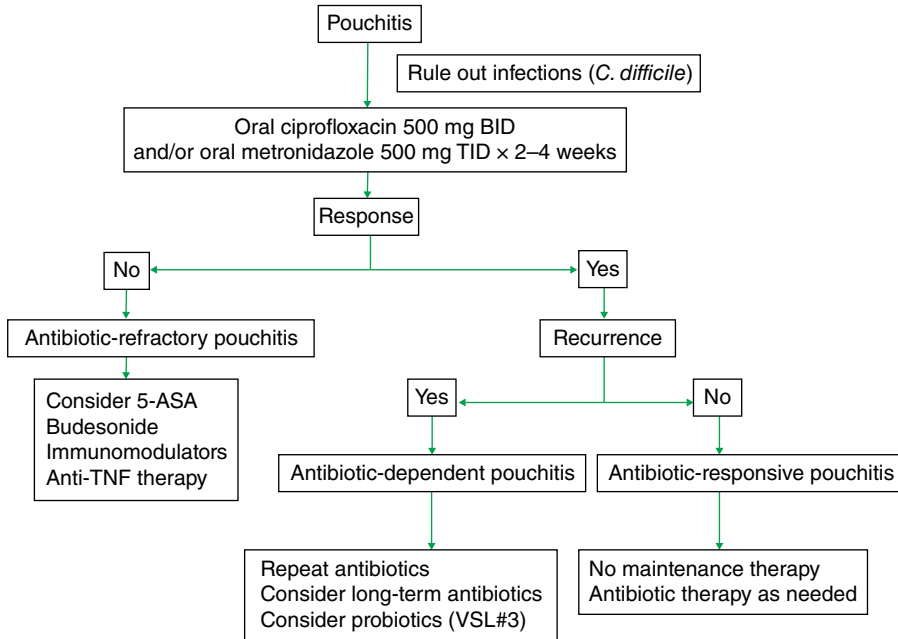 Pouchitis
Rule out infections (C. difficile)
Oral ciprofloxacin 500 mg BID
and/or oral metronidazole 500 mg TID × 2–4 weeks
Response
No
Yes
Antibiotic-refractory pouchitis
Recurrence
Consider 5-ASA
Budesonide
Immunomodulators
Anti-TNF therapy
Yes
No
Antibiotic-dependent pouchitis
Antibiotic-responsive pouchitis
Repeat antibiotics
Consider long-term antibiotics
Consider probiotics (VSL#3)
No maintenance therapy
Antibiotic therapy as needed